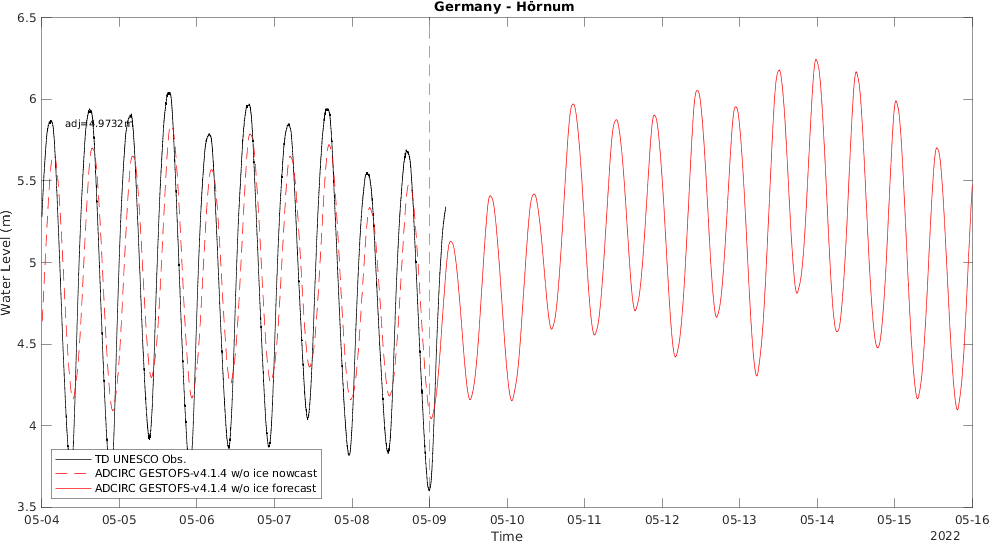 Germany - Hörnum
6.5
6
5.5
5
4.5
4
3.5
Water Level (m)
adj=4.9732m
TD UNESCO Obs.
ADCIRC GESTOFS-v4.1.4 w/o ice nowcast
ADCIRC GESTOFS-v4.1.4 w/o ice forecast
05-04 05-05 05-06 05-07 05-08 05-09 05-10 05-11 05-12 05-13 05-14 05-15 05-16
Time
2022